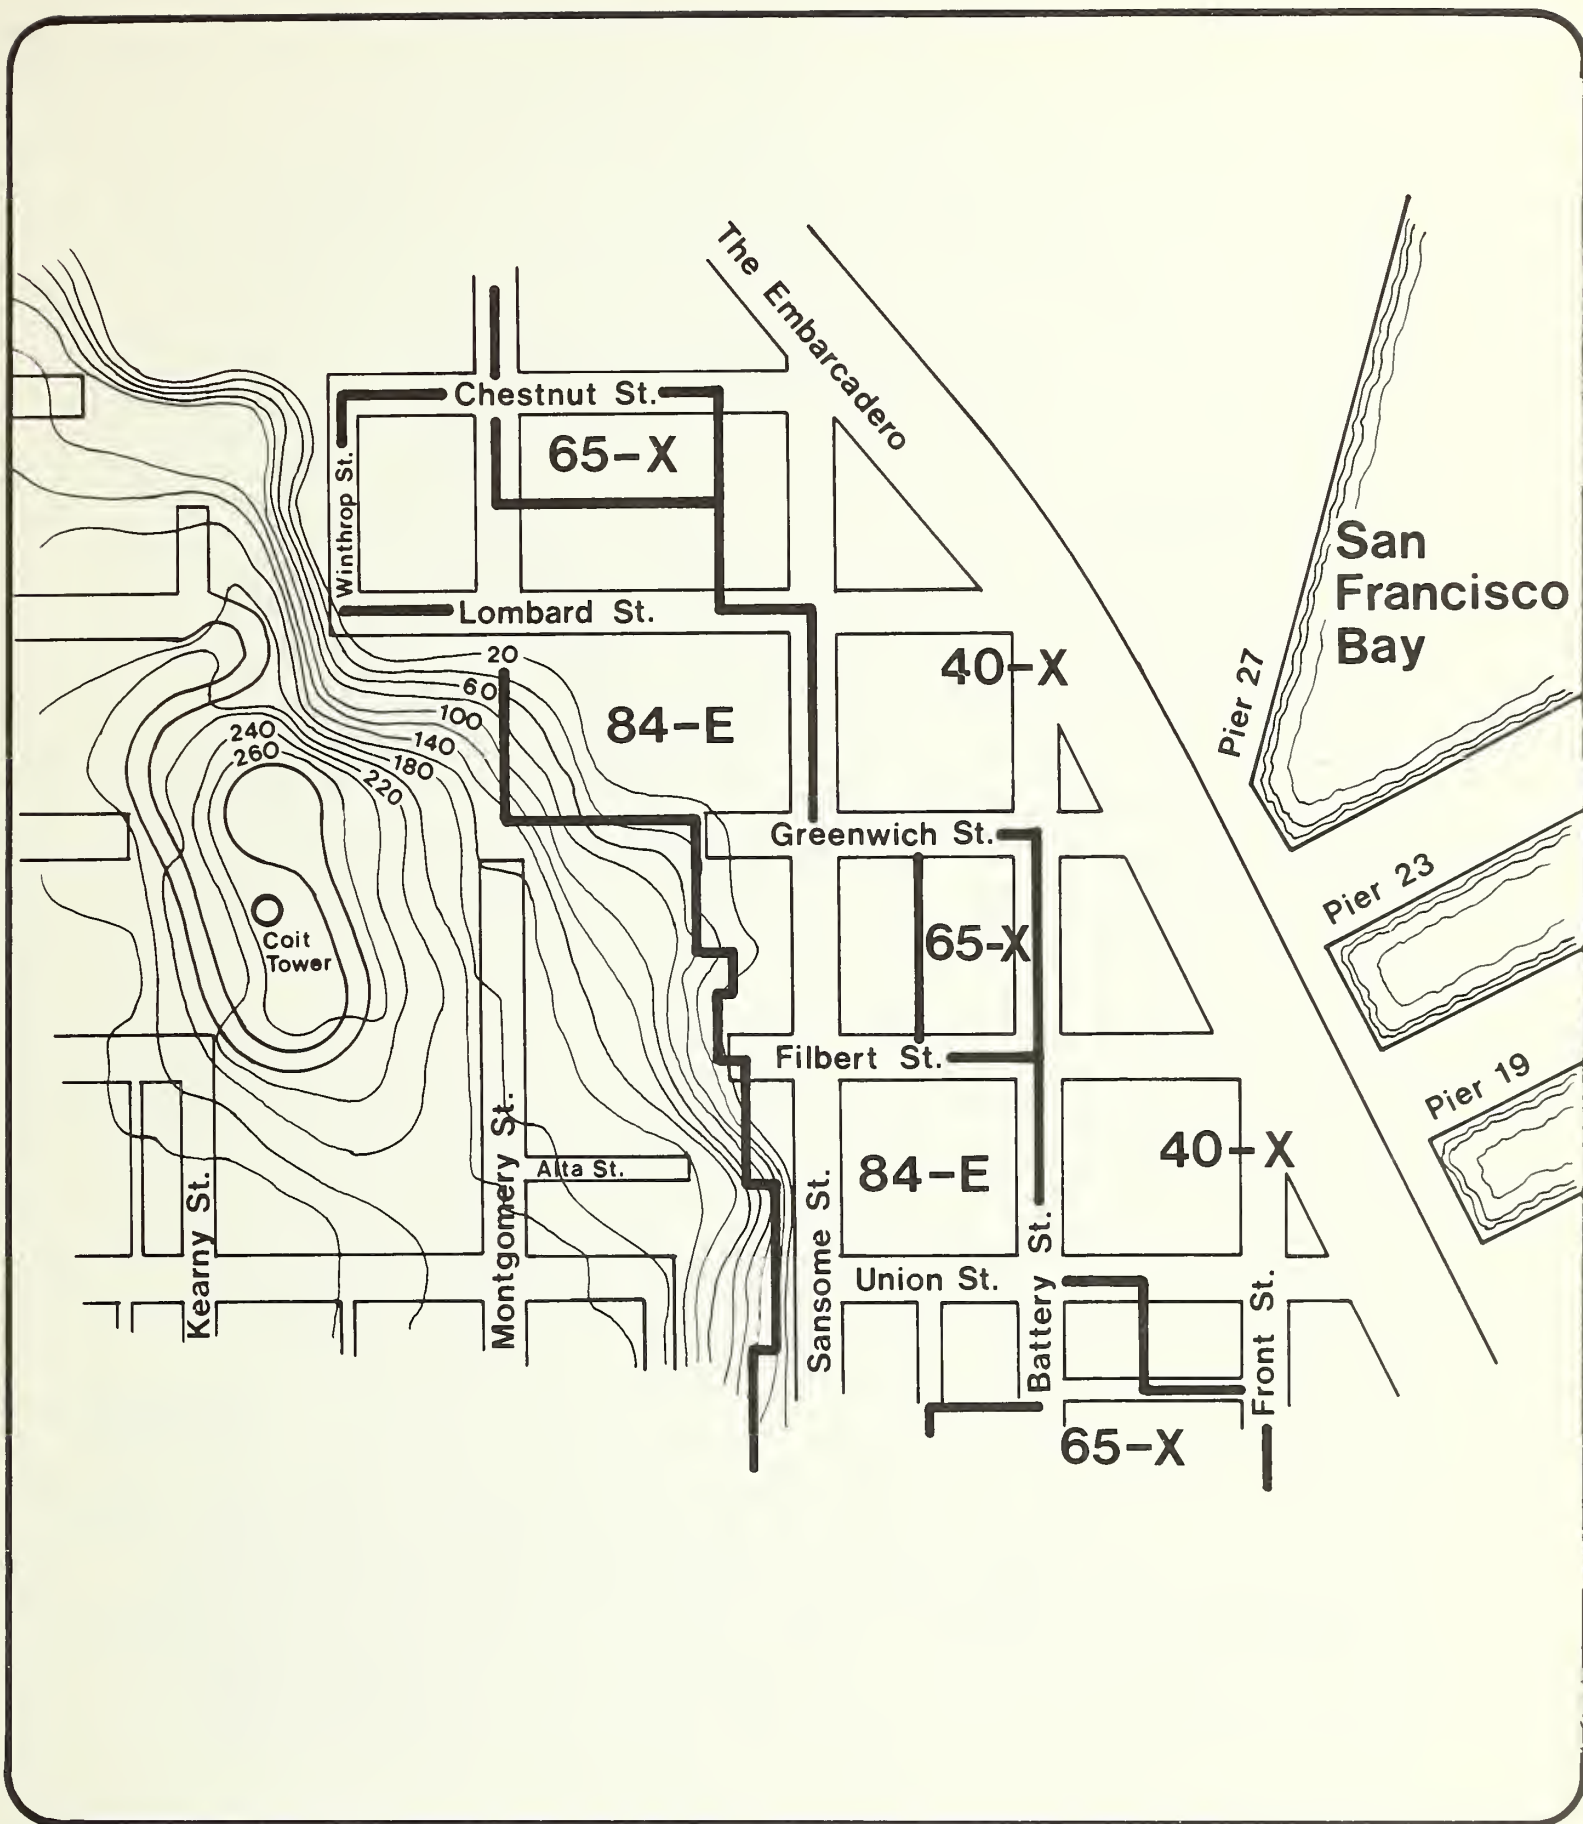 The Embarcadero
Chestnut St.
65-X
Winthrop St.
San
Francisco
Bay
Lombard St.
20
60
100
140
180
220
240
260
84-E
40-X
Pier 27
Greenwich St.
Pier 23
Coit
Tower
65-X
Filbert St.
Pier 19
Alta St.
84-E
40-X
Kearny St.
Montgomery St.
Sansome St.
Union St.
Battery St.
Front St.
65-X